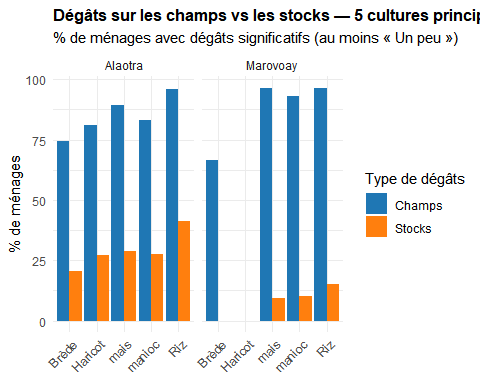 Dégâts sur les champs vs les stocks — 5 cultures princip
% de ménages avec dégâts significatifs (au moins « Un peu »)
Alaotra
Marovoay
% de ménages
100
75
50
25
0
Brède
Haricot
maïs
manioc
Riz
Brède
Haricot
maïs
manioc
Riz
Type de dégâts
Champs
Stocks